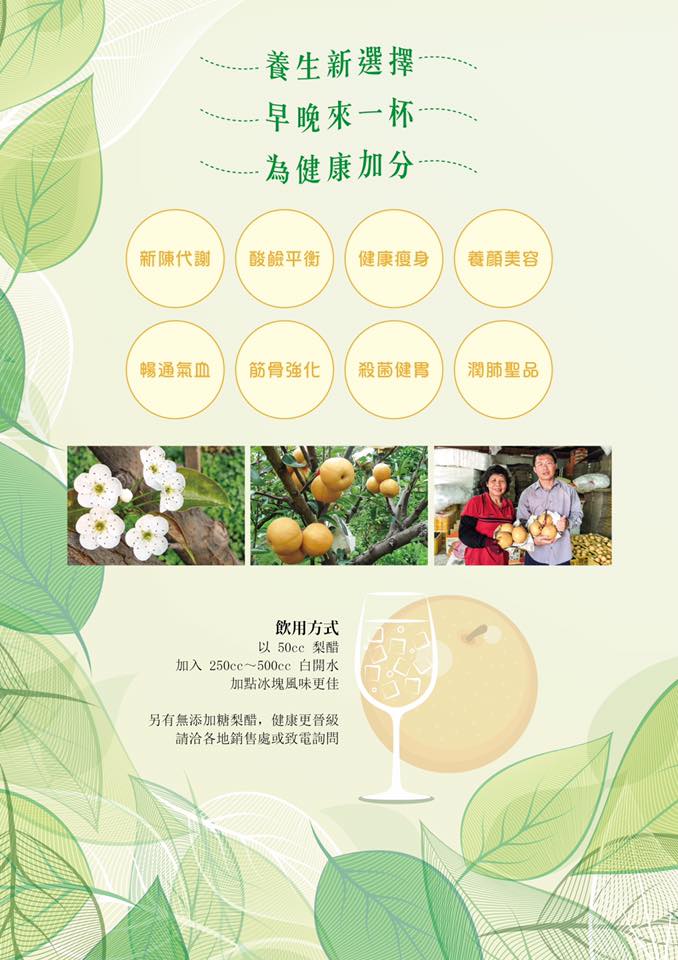 養生新選擇
早晚來一杯
為健康加分
新陳代謝 酸鹼平衡 健康瘦身 養顏美容
暢通氣血 筋骨強化 殺菌健胃 潤肺聖品
飲用方式
以 50cc 梨醋
加入 250cc～500cc 白開水
加點冰塊風味更佳
另有無添加糖梨醋，健康更晉級
請洽各地銷售處或致電詢問